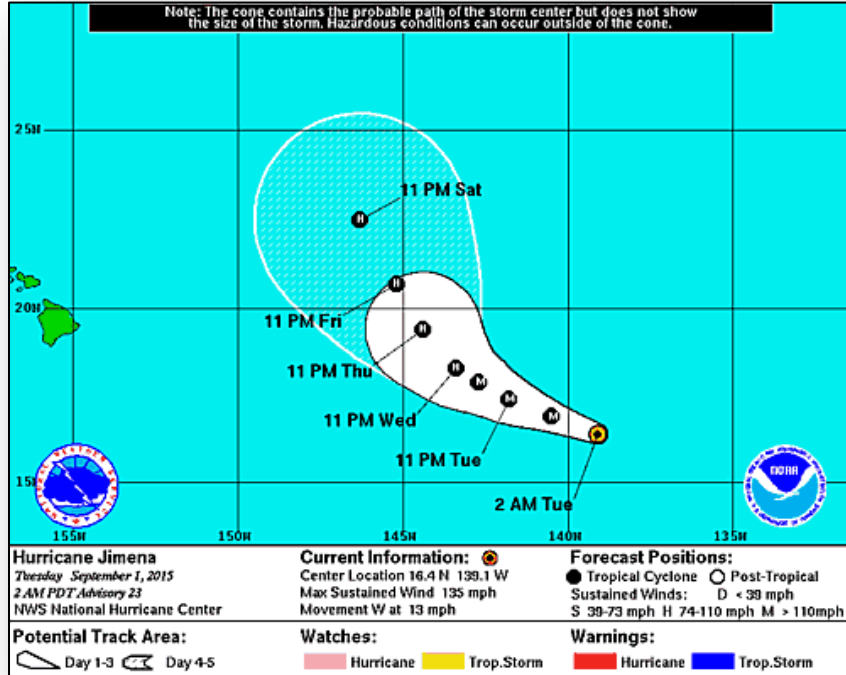 Note: The cone contains the probable path of the storm center but does not show
the size of the storm. Hazardous conditions can occur outside of the cone.
25N
11 PM Sat
H
H
20N
11 PM Fri
H
11 PM Thu
H
M
M
11 PM Wed
M
11 PM Tue
15N
2 AM Tue
NOAA
155W 150W 145W 140W 135W
Hurricane Jimena
Tuesday September 1, 2015
2 AM PDT Advisory 23
NWS National Hurricane Center
Current Information:
Center Location 16.4 N 139.1 W
Max Sustained Wind 135 mph
Movement W at 13 mph
Forecast Positions:
Tropical Cyclone Post-Tropical
Sustained Winds: D < 39 mph
S 39-73 mph H 74-110 mph M > 110mph
Potential Track Area:
Day 1-3 Day 4-5
Watches:
Hurricane Trop.Storm
Warnings:
Hurricane Trop.Storm